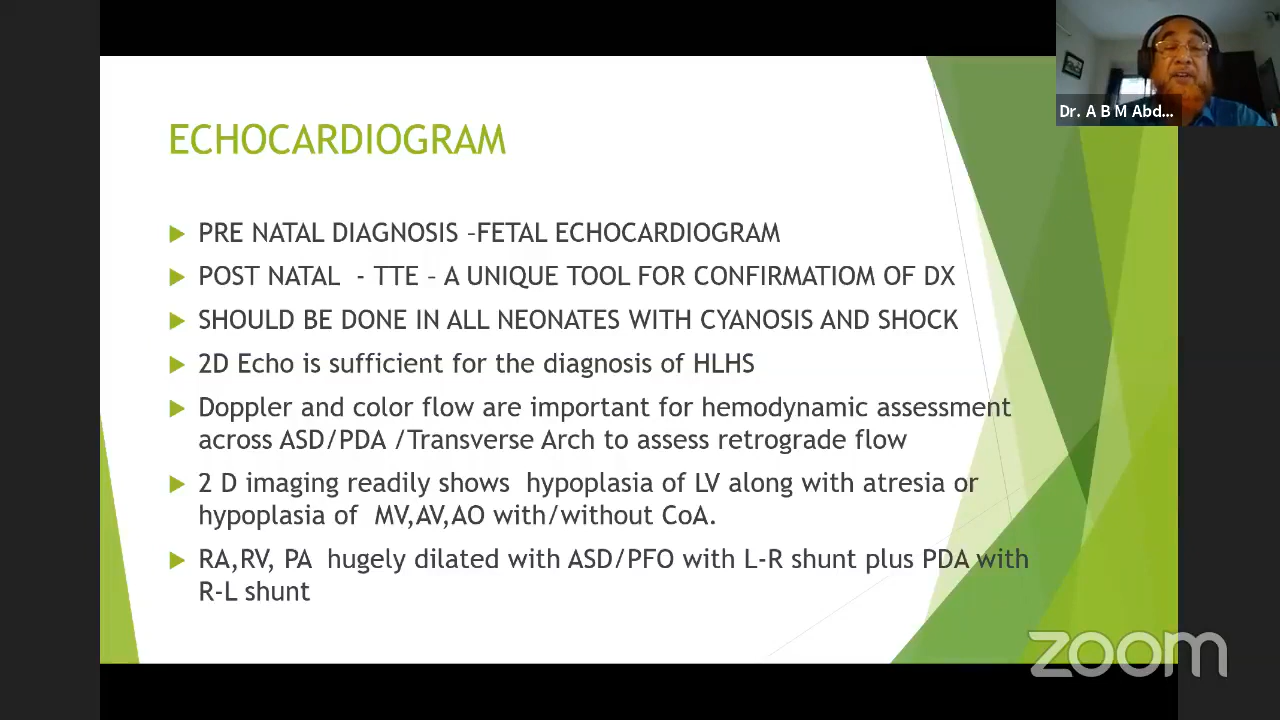 Dr. A B M Abd...
ECHOCARDIOGRAM
PRE NATAL DIAGNOSIS –FETAL ECHOCARDIOGRAM
POST NATAL - TTE – A UNIQUE TOOL FOR CONFIRMATIOM OF DX
SHOULD BE DONE IN ALL NEONATES WITH CYANOSIS AND SHOCK
2D Echo is sufficient for the diagnosis of HLHS
Doppler and color flow are important for hemodynamic assessment
across ASD/PDA /Transverse Arch to assess retrograde flow
2 D imaging readily shows hypoplasia of LV along with atresia or
hypoplasia of MV,AV,AO with/without CoA.
RA,RV, PA hugely dilated with ASD/PFO with L-R shunt plus PDA with
R-L shunt
zoom